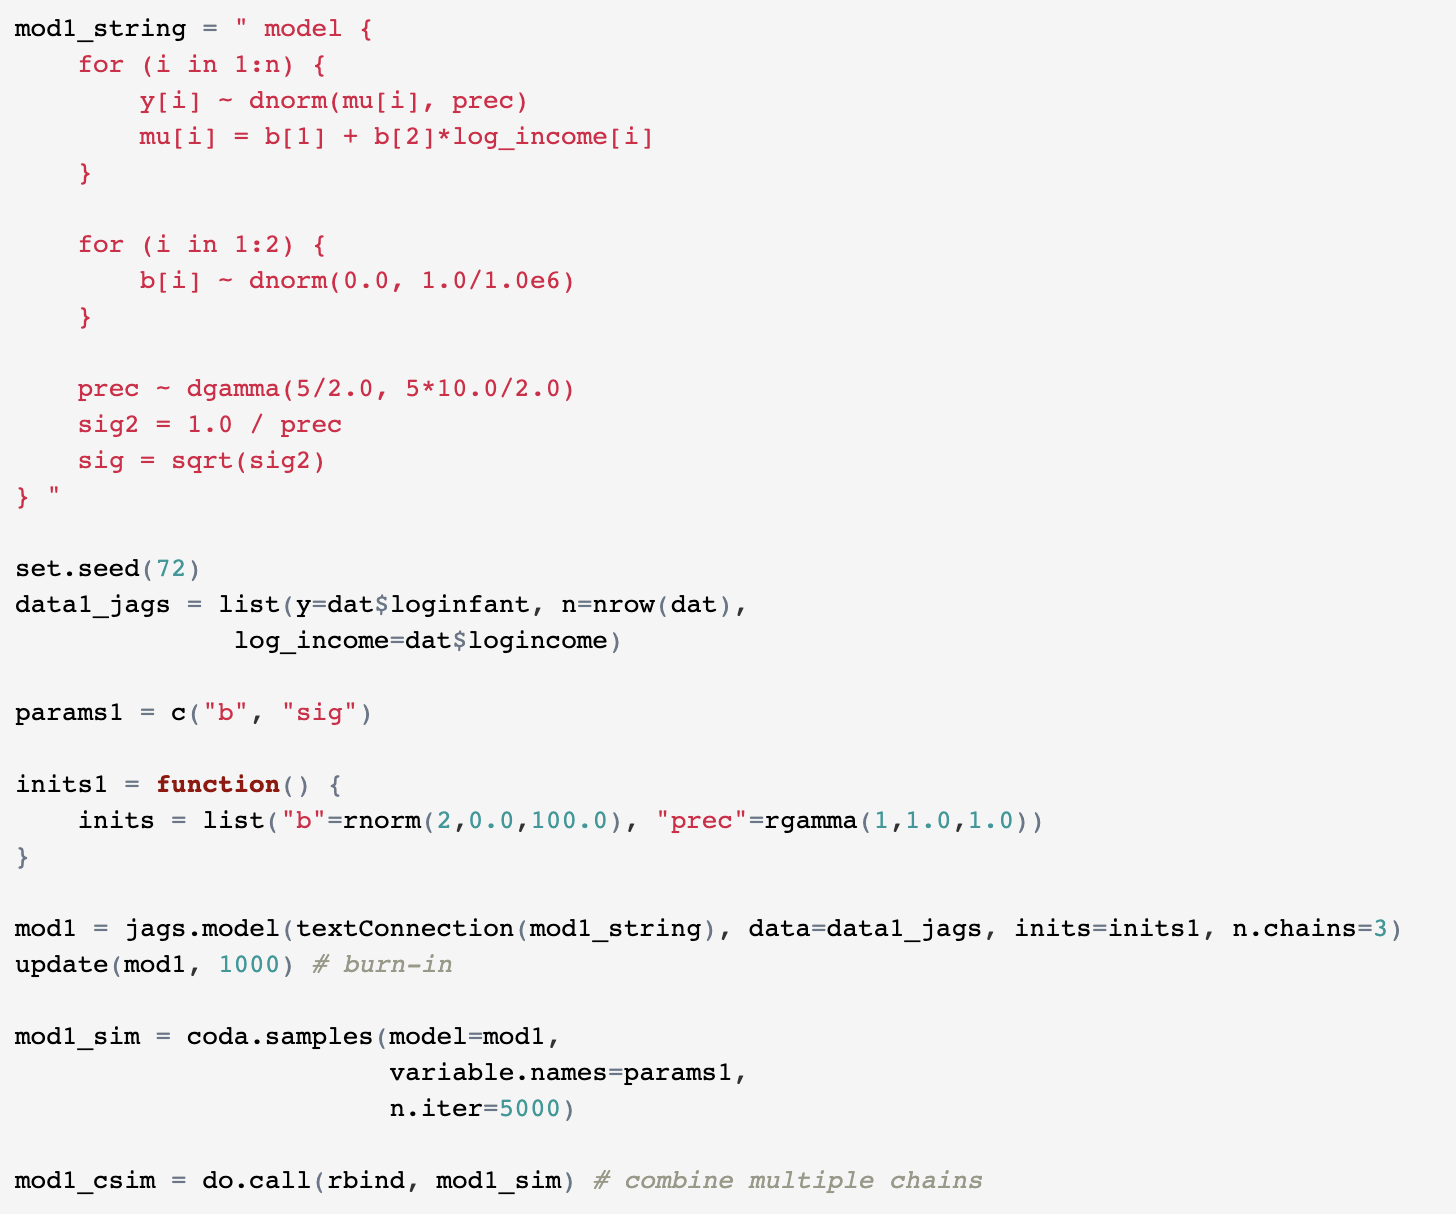 mod1_string = " model {
    for (i in 1:n) {
        y[i] ~ dnorm(mu[i], prec)
        mu[i] = b[1] + b[2]*log_income[i]
    }

    for (i in 1:2) {
        b[i] ~ dnorm(0.0, 1.0/1.0e6)
    }

    prec ~ dgamma(5/2.0, 5*10.0/2.0)
    sig2 = 1.0 / prec
    sig = sqrt(sig2)
} "

set.seed(72)
data1_jags = list(y=dat$loginfant, n=nrow(dat),
              log_income=dat$logincome)

params1 = c("b", "sig")

inits1 = function() {
    inits = list("b"=rnorm(2,0.0,100.0), "prec"=rgamma(1,1.0,1.0))
}

mod1 = jags.model(textConnection(mod1_string), data=data1_jags, inits=inits1, n.chains=3)
update(mod1, 1000) # burn-in

mod1_sim = coda.samples(model=mod1,
                        variable.names=params1,
                        n.iter=5000)

mod1_csim = do.call(rbind, mod1_sim) # combine multiple chains